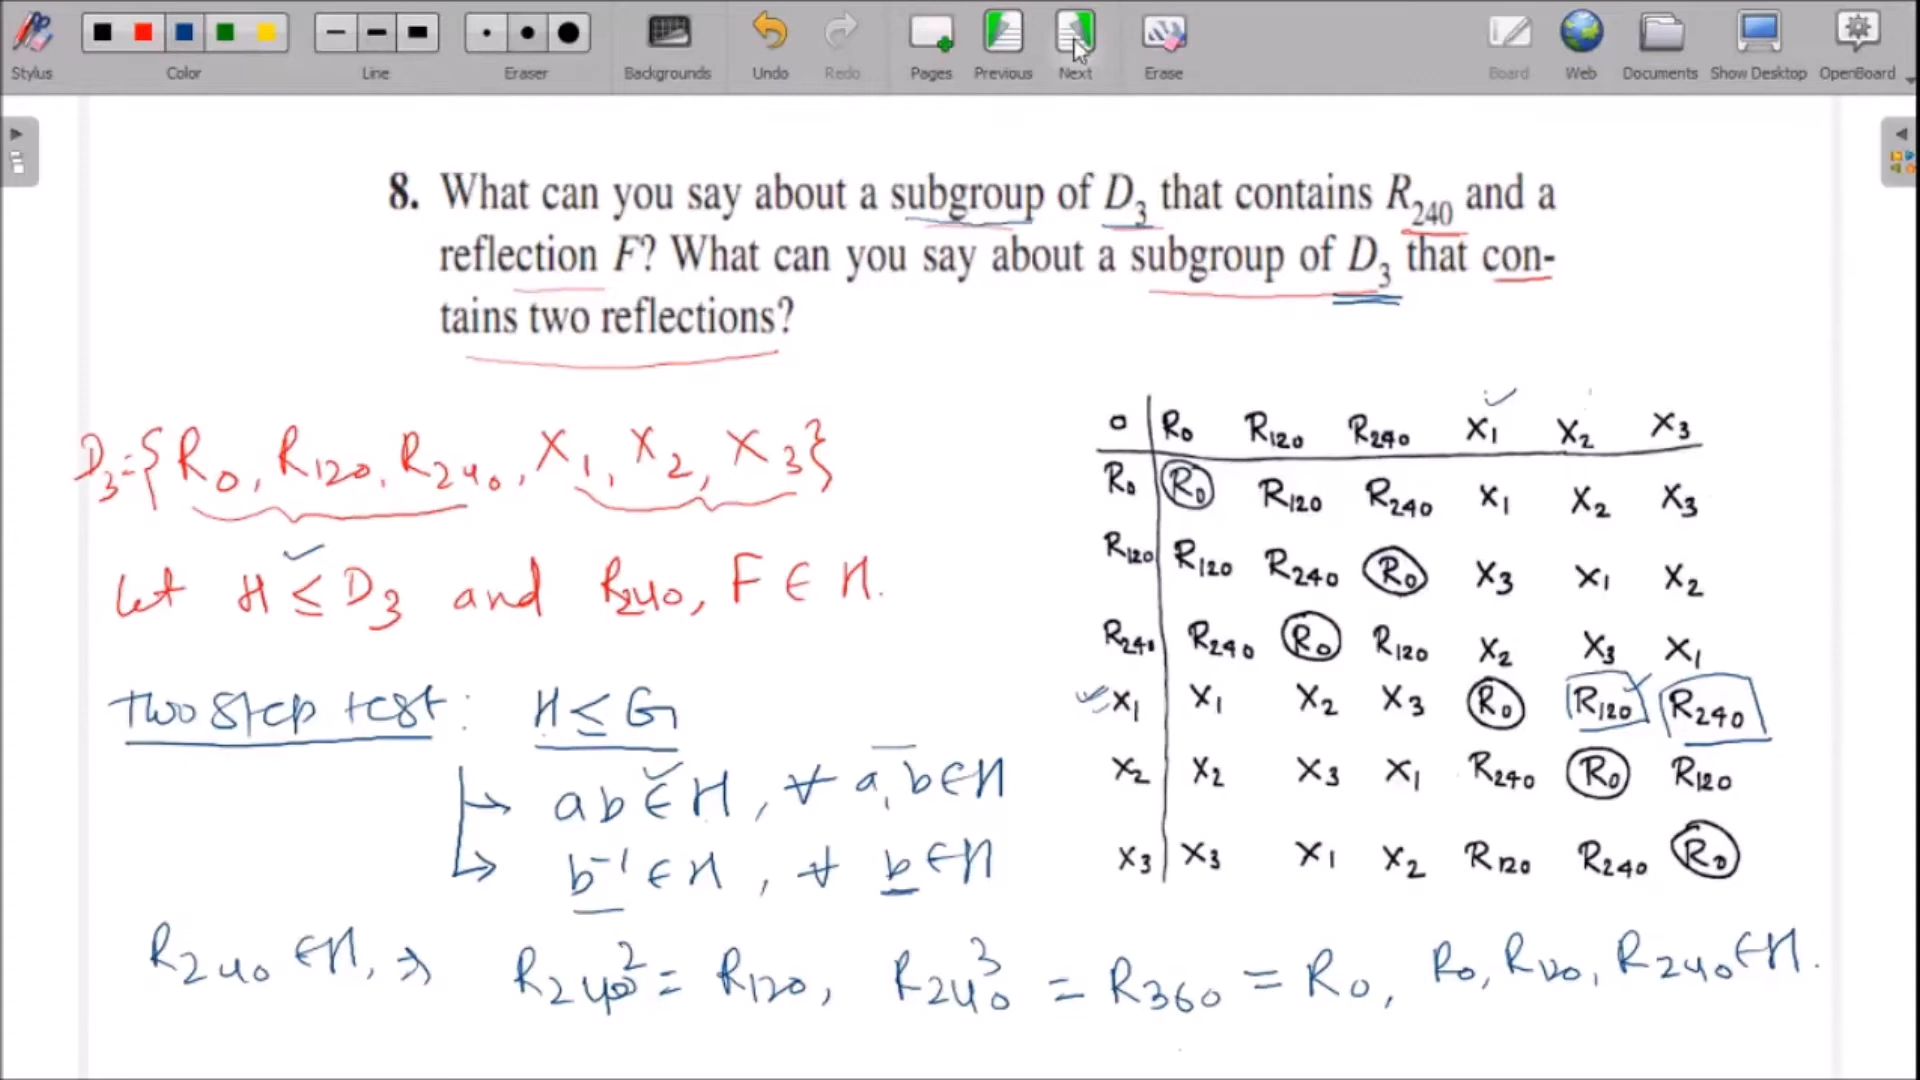 Stylus Color Line Eraser Backgrounds Undo Redo Pages Previous Next Erase Board Web Documents Show Desktop OpenBoard
8. What can you say about a subgroup of D₃ that contains R₂₄₀ and a
reflection F? What can you say about a subgroup of D₃ that con-
tains two reflections?
D₃={R₀, R₁₂₀, R₂₄₀, X₁, X₂, X₃}
Let H ≤ D₃ and R₂₄₀, F ∈ H.
Two Step test : H ≤ G
ab ∈ H, ∀ a, b ∈ H
b⁻¹ ∈ H, ∀ b ∈ H
o R₀ R₁₂₀ R₂₄₀ X₁ X₂ X₃
R₀ R₀ R₁₂₀ R₂₄₀ X₁ X₂ X₃
R₁₂₀ R₁₂₀ R₂₄₀ R₀ X₃ X₁ X₂
R₂₄₀ R₂₄₀ R₀ R₁₂₀ X₂ X₃ X₁
X₁ X₁ X₂ X₃ R₀ R₁₂₀ R₂₄₀
X₂ X₂ X₃ X₁ R₂₄₀ R₀ R₁₂₀
X₃ X₃ X₁ X₂ R₁₂₀ R₂₄₀ R₀
R₂₄₀ ∈ H, ⇒ R₂₄₀² = R₁₂₀, R₂₄₀³ = R₃₆₀ = R₀, R₀, R₁₂₀, R₂₄₀ ∈ H.